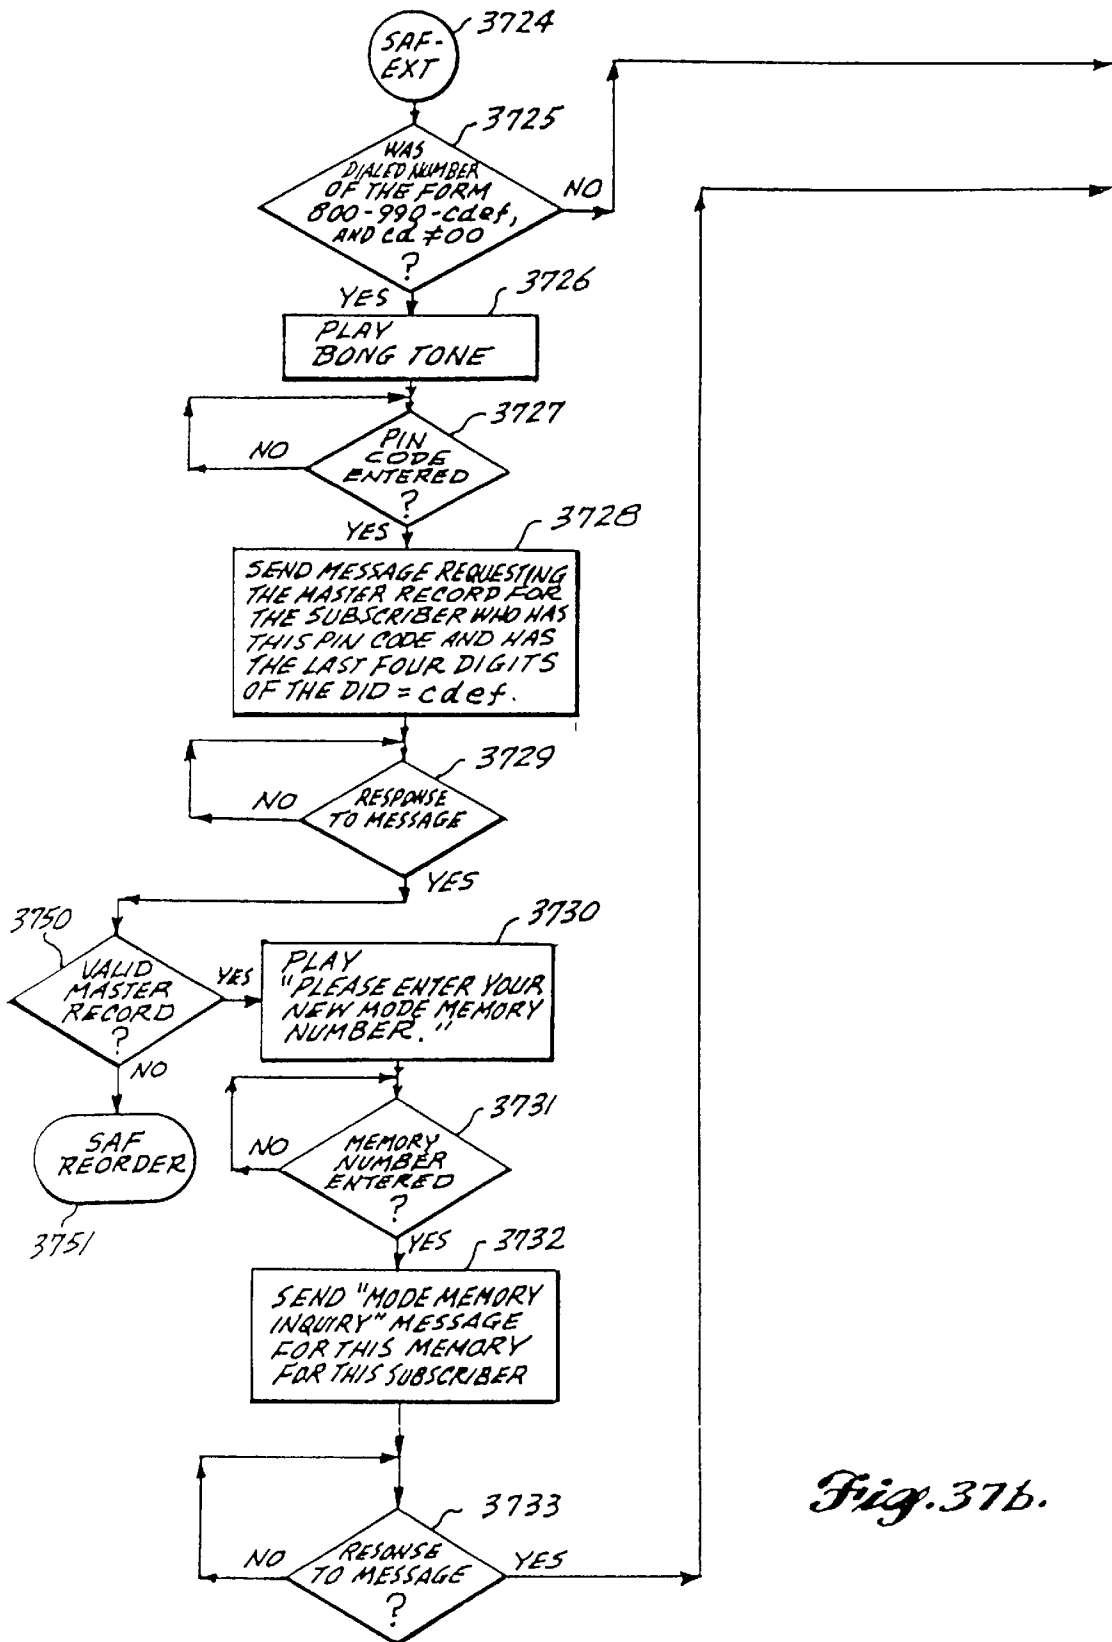 3724
SAF-
EXT
3725
WAS
DIALED NUMBER
OF THE FORM
800-990-cdef,
AND cd ≠ 00
?
NO
YES
3726
PLAY
BONG TONE
3727
PIN
CODE
ENTERED
?
NO
YES
3728
SEND MESSAGE REQUESTING
THE MASTER RECORD FOR
THE SUBSCRIBER WHO HAS
THIS PIN CODE AND HAS
THE LAST FOUR DIGITS
OF THE DID = cdef.
3729
RESPONSE
TO MESSAGE
NO
YES
3750
VALID
MASTER
RECORD
?
YES
NO
SAF
REORDER
3751
3730
PLAY
"PLEASE ENTER YOUR
NEW MODE MEMORY
NUMBER."
3731
MEMORY
NUMBER
ENTERED
?
NO
YES
3732
SEND "MODE MEMORY
INQUIRY" MESSAGE
FOR THIS MEMORY
FOR THIS SUBSCRIBER
3733
RESONSE
TO MESSAGE
?
NO
YES
Fig. 37b.